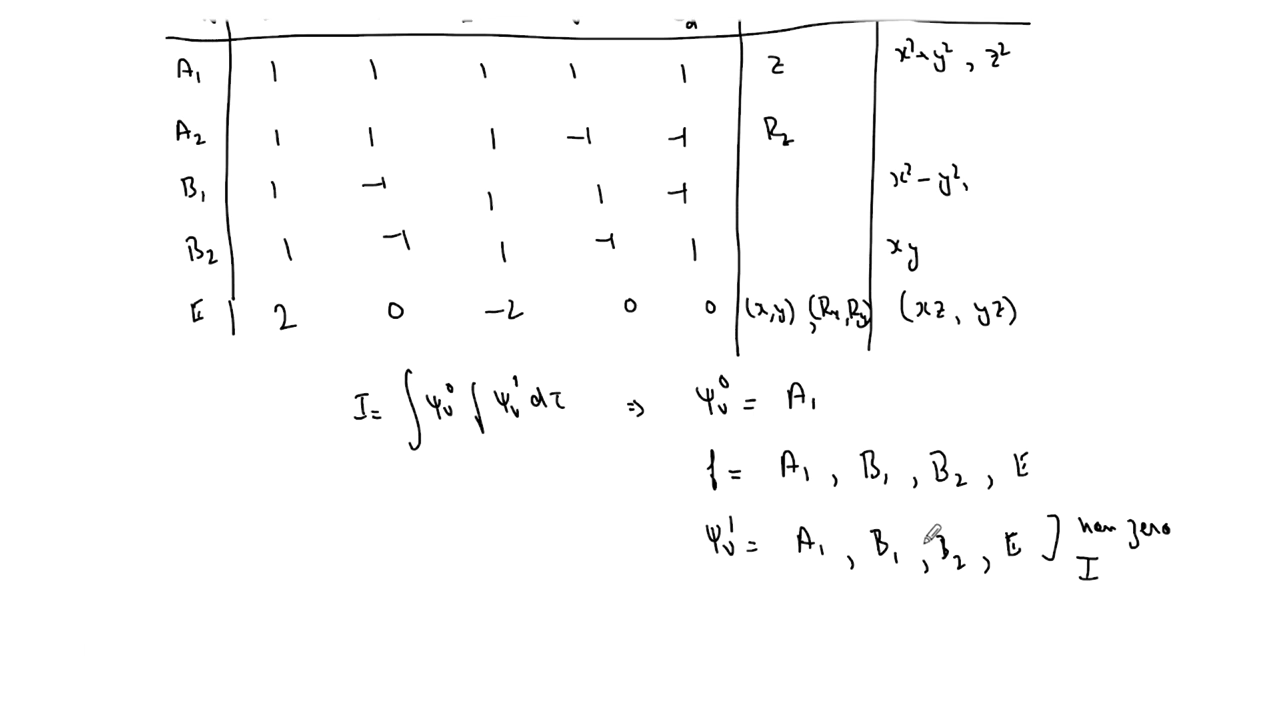 A₁ 1 1 1 1 1 z x²+y², z²
A₂ 1 1 1 -1 -1 R₂
B₁ 1 -1 1 1 -1 x²-y²,
B₂ 1 -1 1 -1 1 xy
E 2 0 -2 0 0 (x,y), (Rx,Ry) (xz, yz)
I= ∫ψᵥ⁰ ∫ ψᵥ¹ dτ ⇒ ψᵥ⁰ = A₁
f = A₁, B₁, B₂, E
ψᵥ¹ = A₁, B₁, B₂, E ] non zero
I